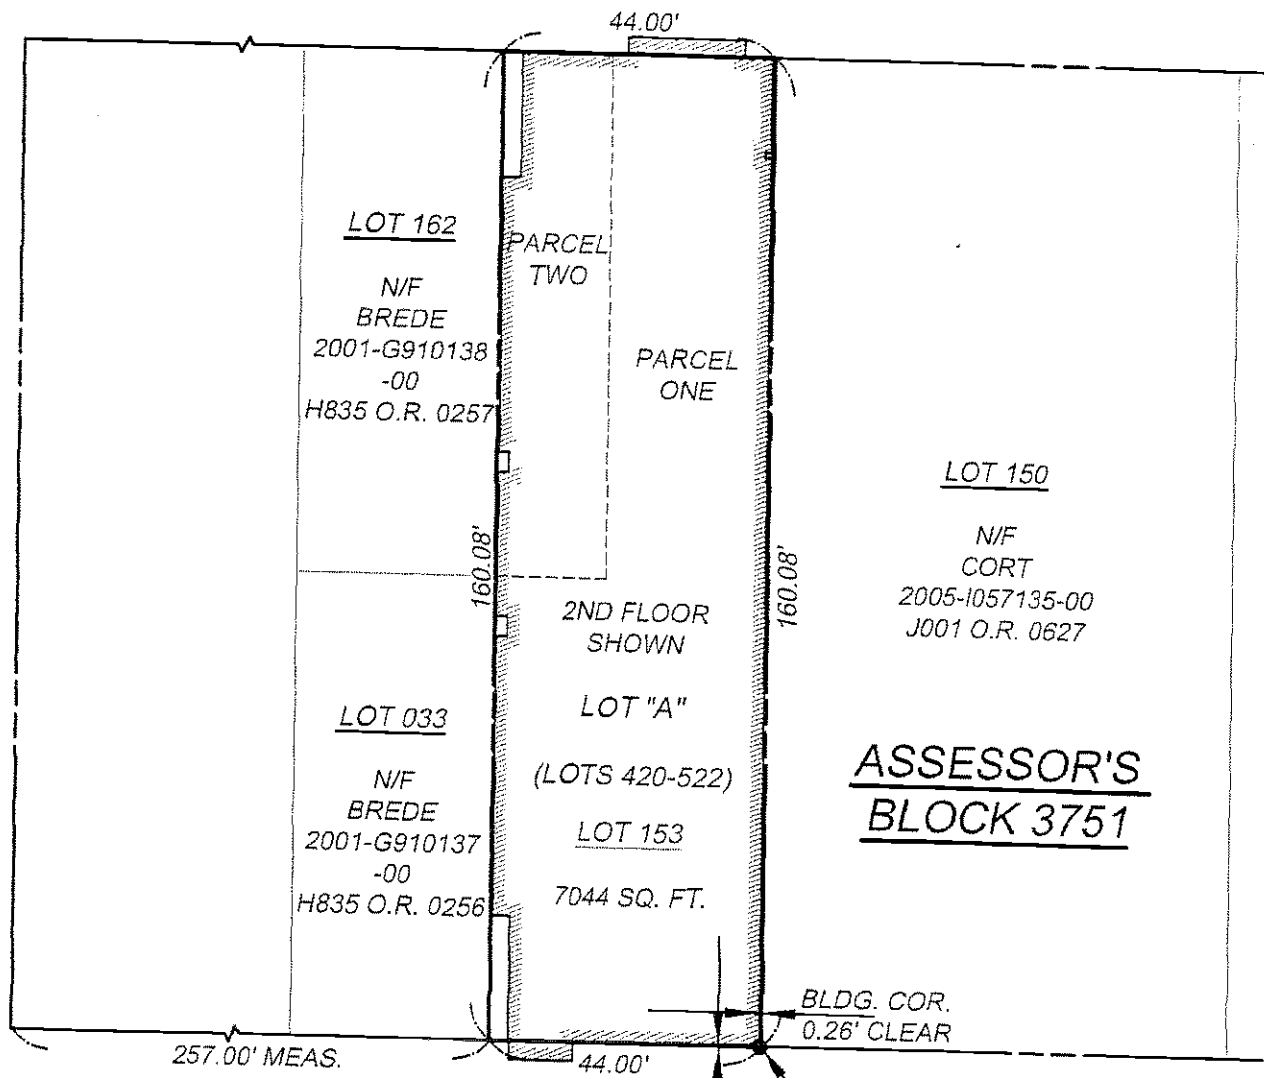 44.00'
LOT 162
N/F
BREDE
2001-G910138
-00
H835 O.R. 0257
PARCEL
TWO
PARCEL
ONE
LOT 150
N/F
CORT
2005-I057135-00
J001 O.R. 0627
160.08'
160.08'
2ND FLOOR
SHOWN
LOT "A"
(LOTS 420-522)
LOT 153
7044 SQ. FT.
LOT 033
N/F
BREDE
2001-G910137
-00
H835 O.R. 0256
ASSESSOR'S
BLOCK 3751
BLDG. COR.
0.26' CLEAR
257.00' MEAS.
44.00'